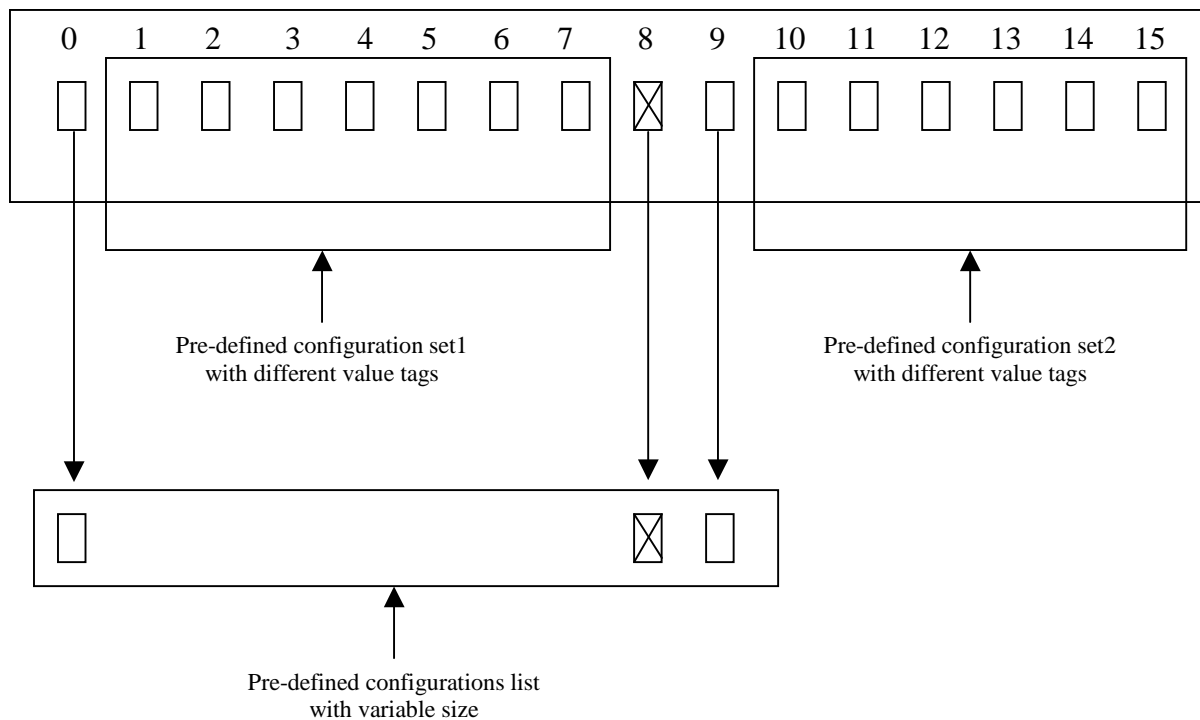 0 1 2 3 4 5 6 7 8 9 10 11 12 13 14 15
Pre-defined configuration set1
with different value tags
Pre-defined configuration set2
with different value tags
Pre-defined configurations list
with variable size